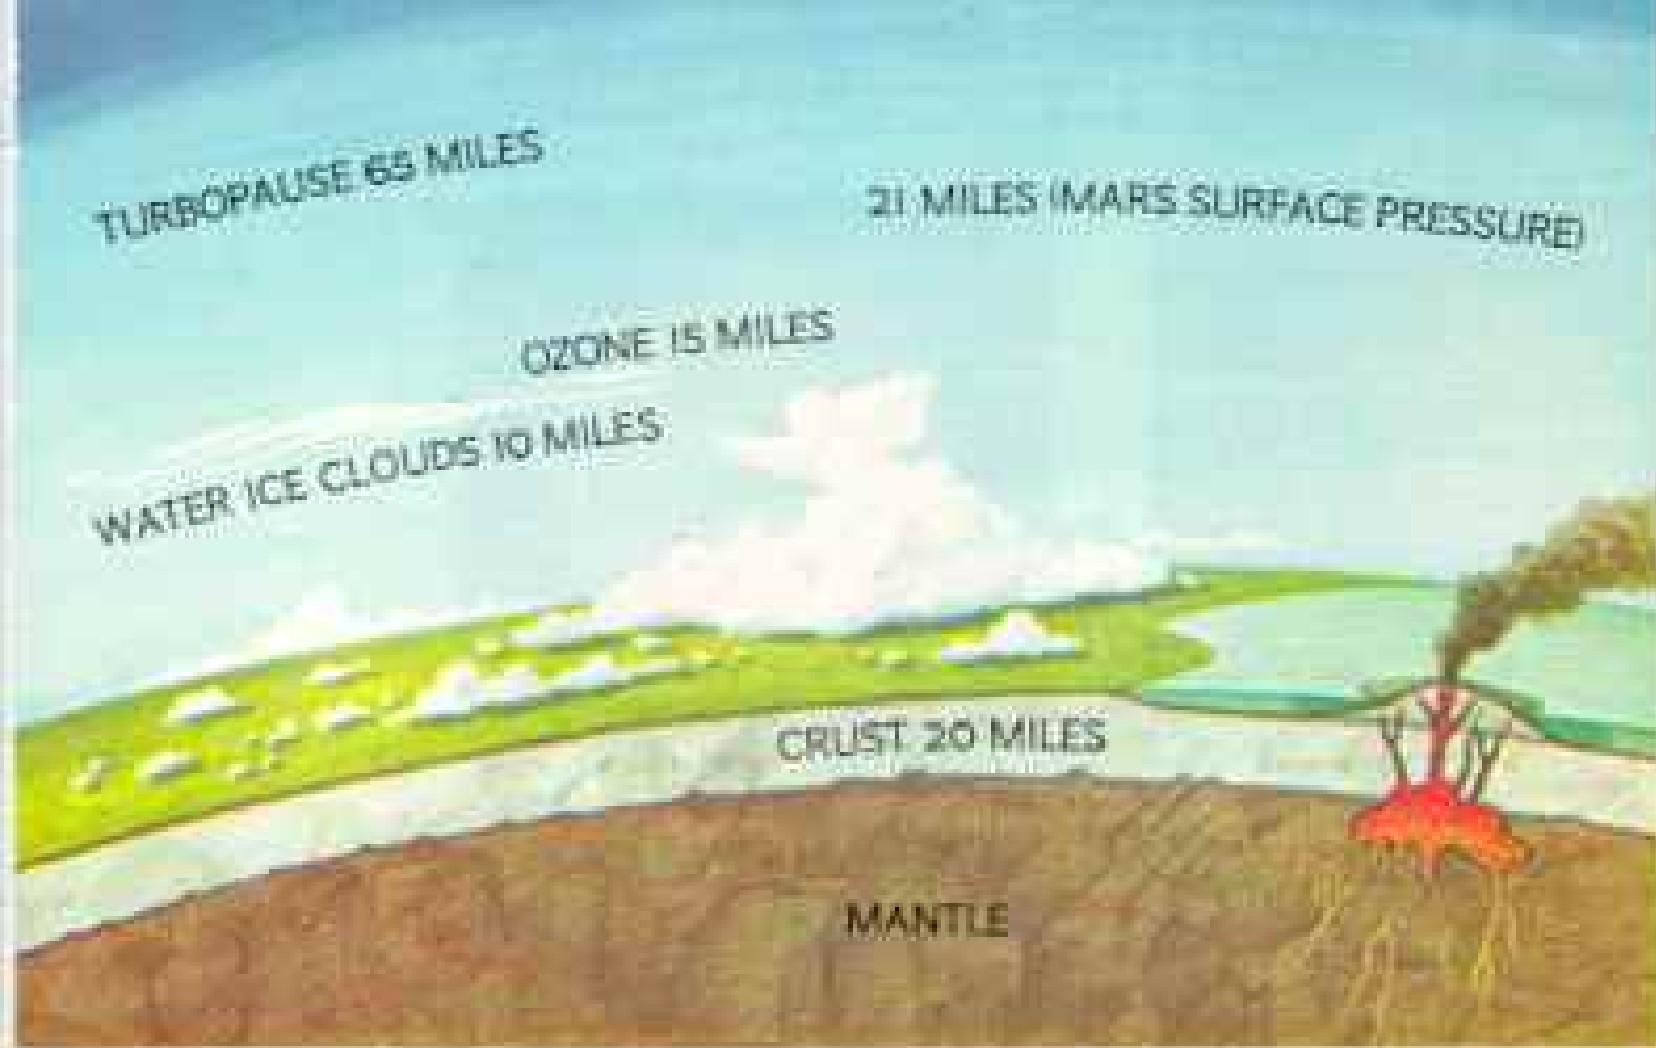 TURBOPAUSE 65 MILES
21 MILES (MARS SURFACE PRESSURE)
OZONE 15 MILES
WATER ICE CLOUDS 10 MILES
CRUST 20 MILES
MANTLE